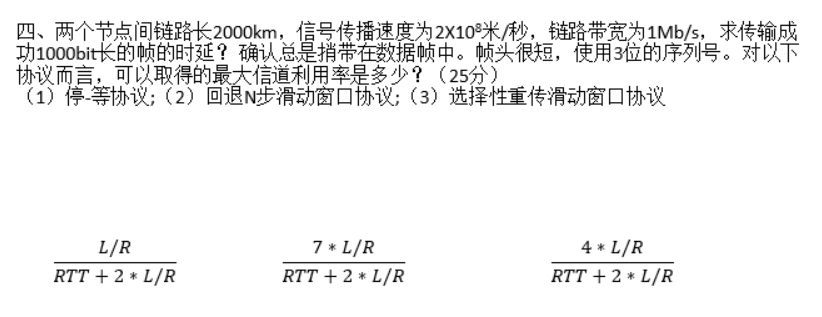 四、两个节点间链路长2000km，信号传播速度为2X10⁸米/秒，链路带宽为1Mb/s，求传输成
功1000bit长的帧的时延？确认总是捎带在数据帧中。帧头很短，使用3位的序列号。对以下
协议而言，可以取得的最大信道利用率是多少？（25分）
（1）停-等协议;（2）回退N步滑动窗口协议;（3）选择性重传滑动窗口协议
L/R 7 * L/R 4 * L/R
RTT + 2 * L/R RTT + 2 * L/R RTT + 2 * L/R